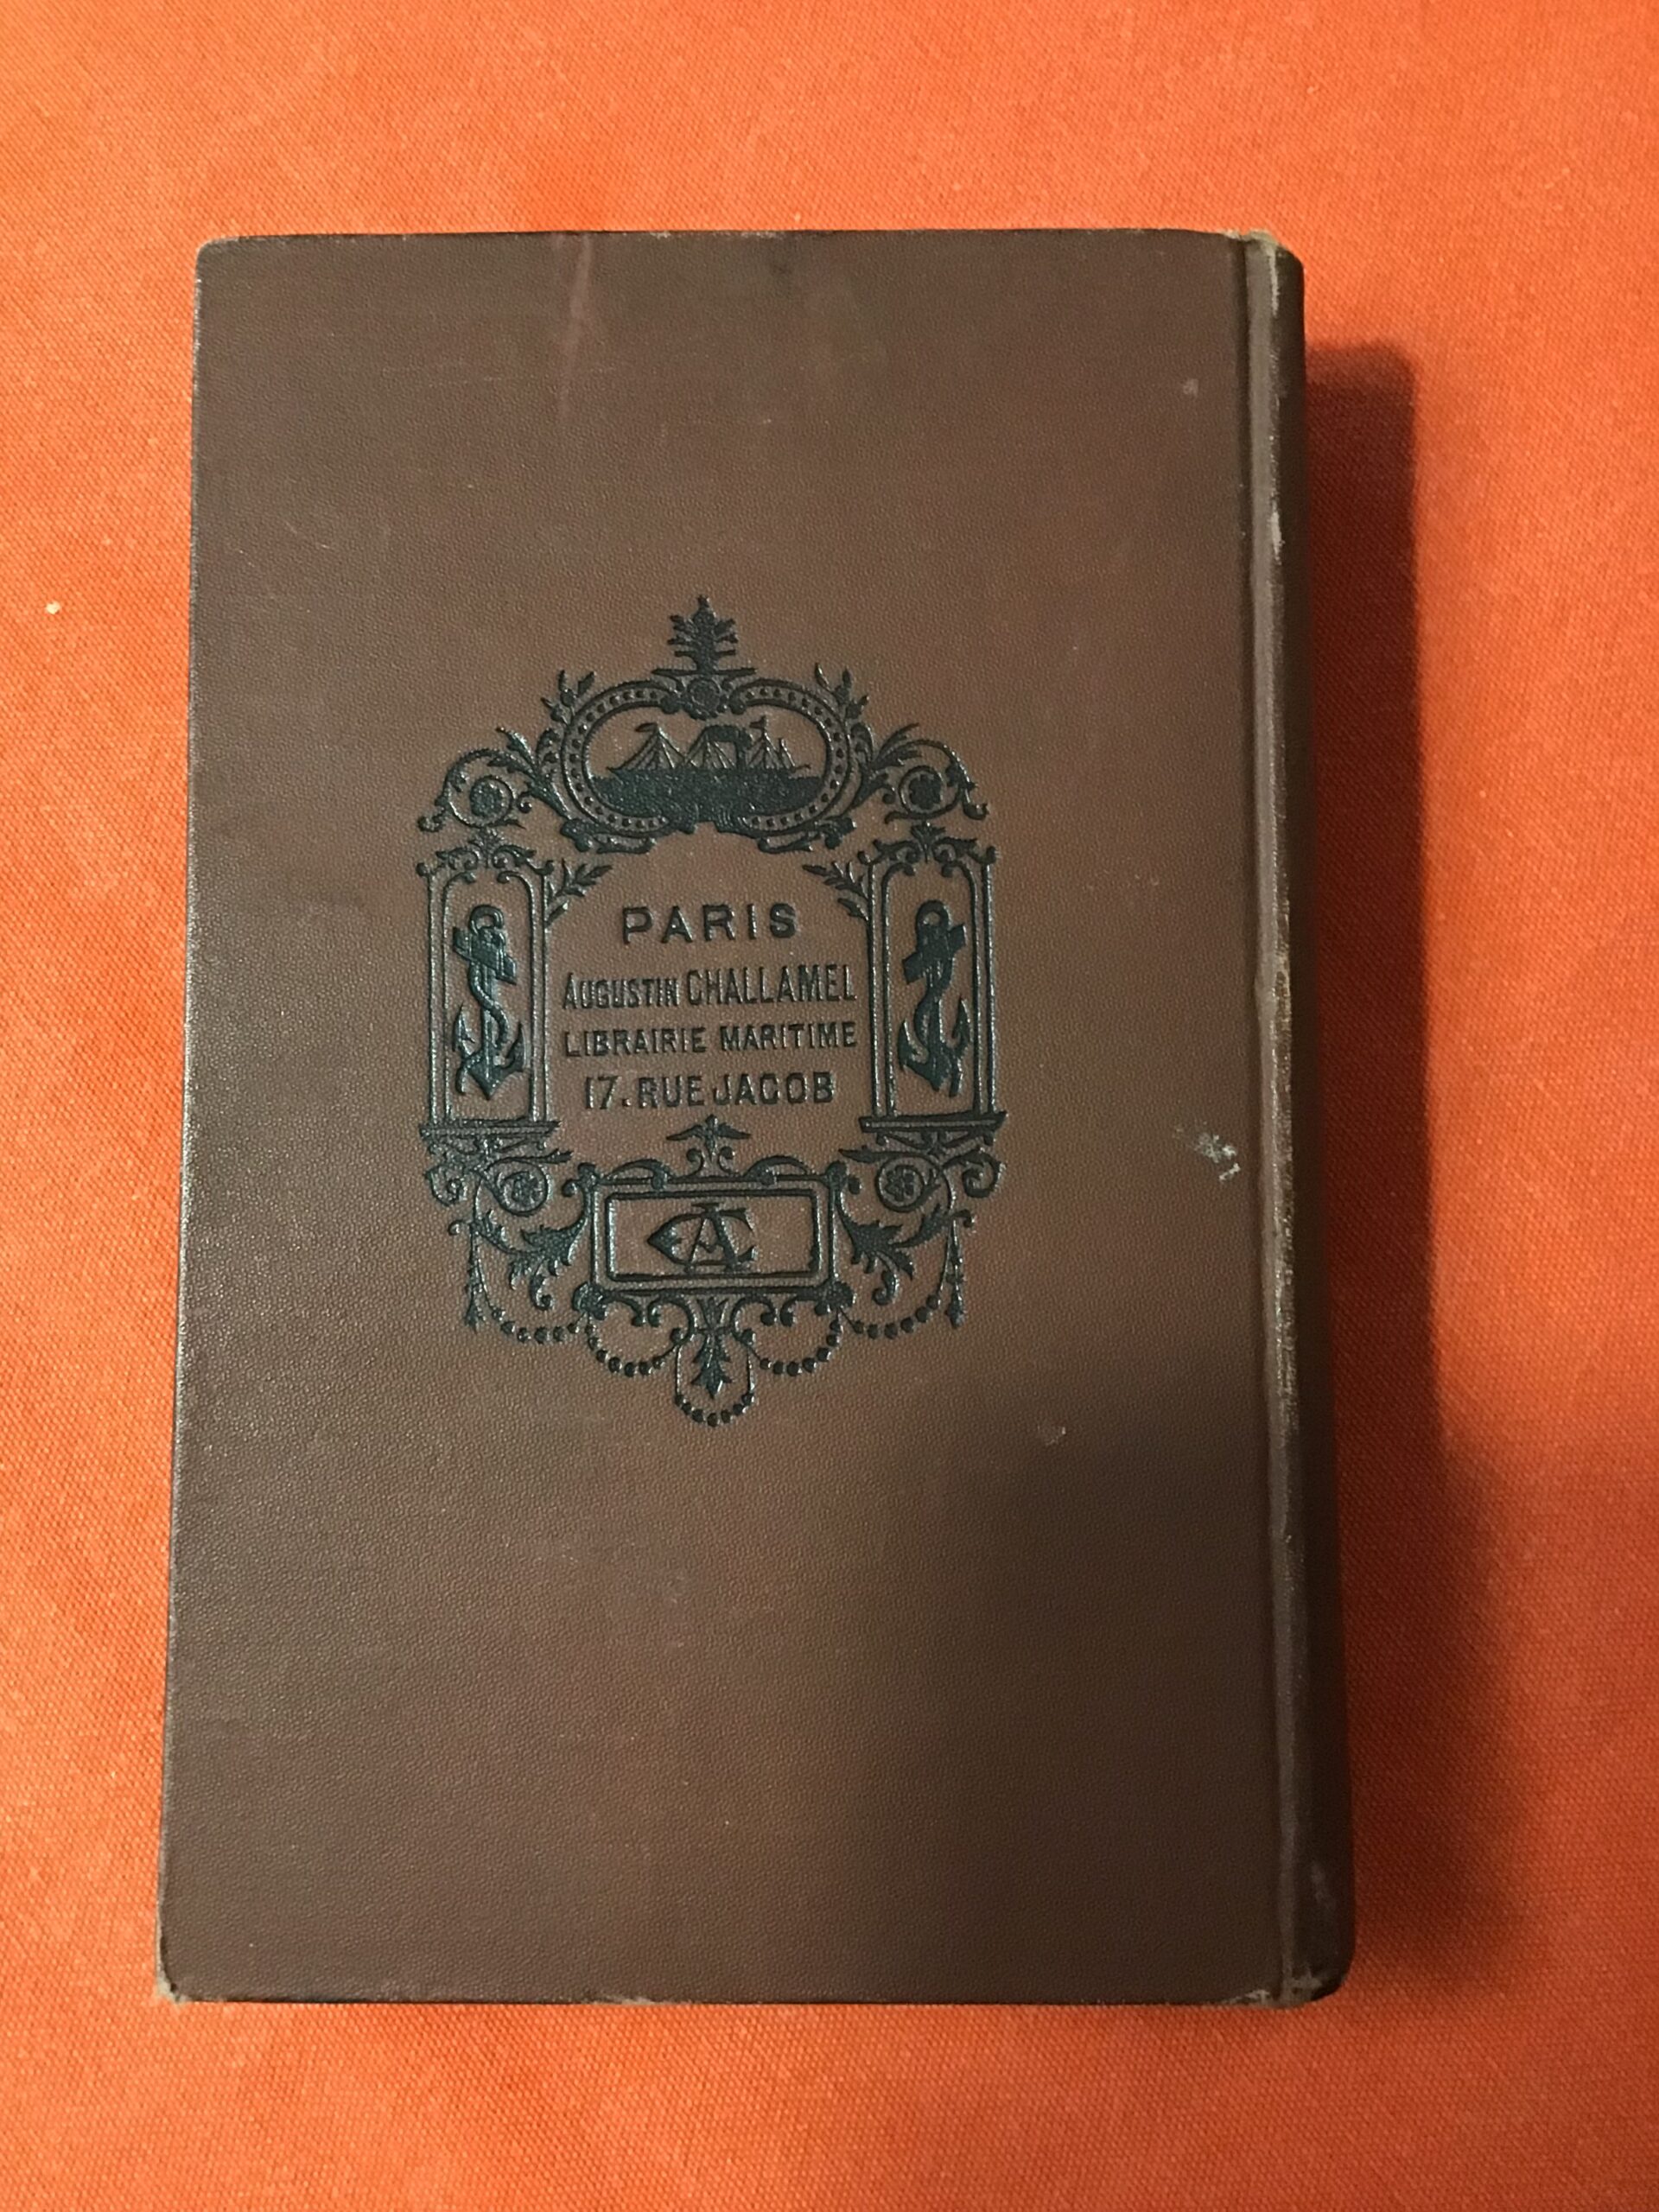 PARIS
AUGUSTIN CHALLAMEL
LIBRAIRIE MARITIME
17. RUE JACOB